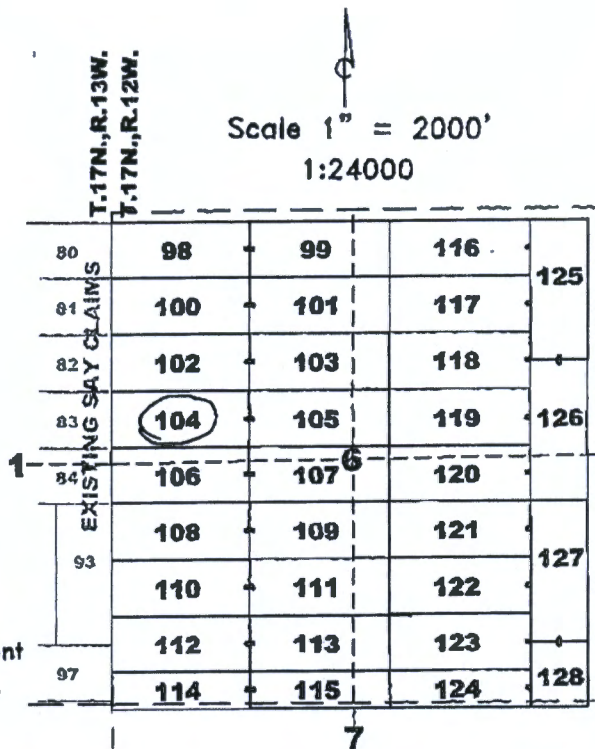 T.17N.,R.13W.
T.17N.,R.12W.
Scale 1" = 2000'
1:24000
80 98 99 116 125
81 100 101 117
82 102 103 118
83 104 105 119 126
1 84 106 107 6 120
EXISTING SAY CLAIMS
93 108 109 121 127
110 111 122
nt 112 113 123
97 114 115 124 128
7